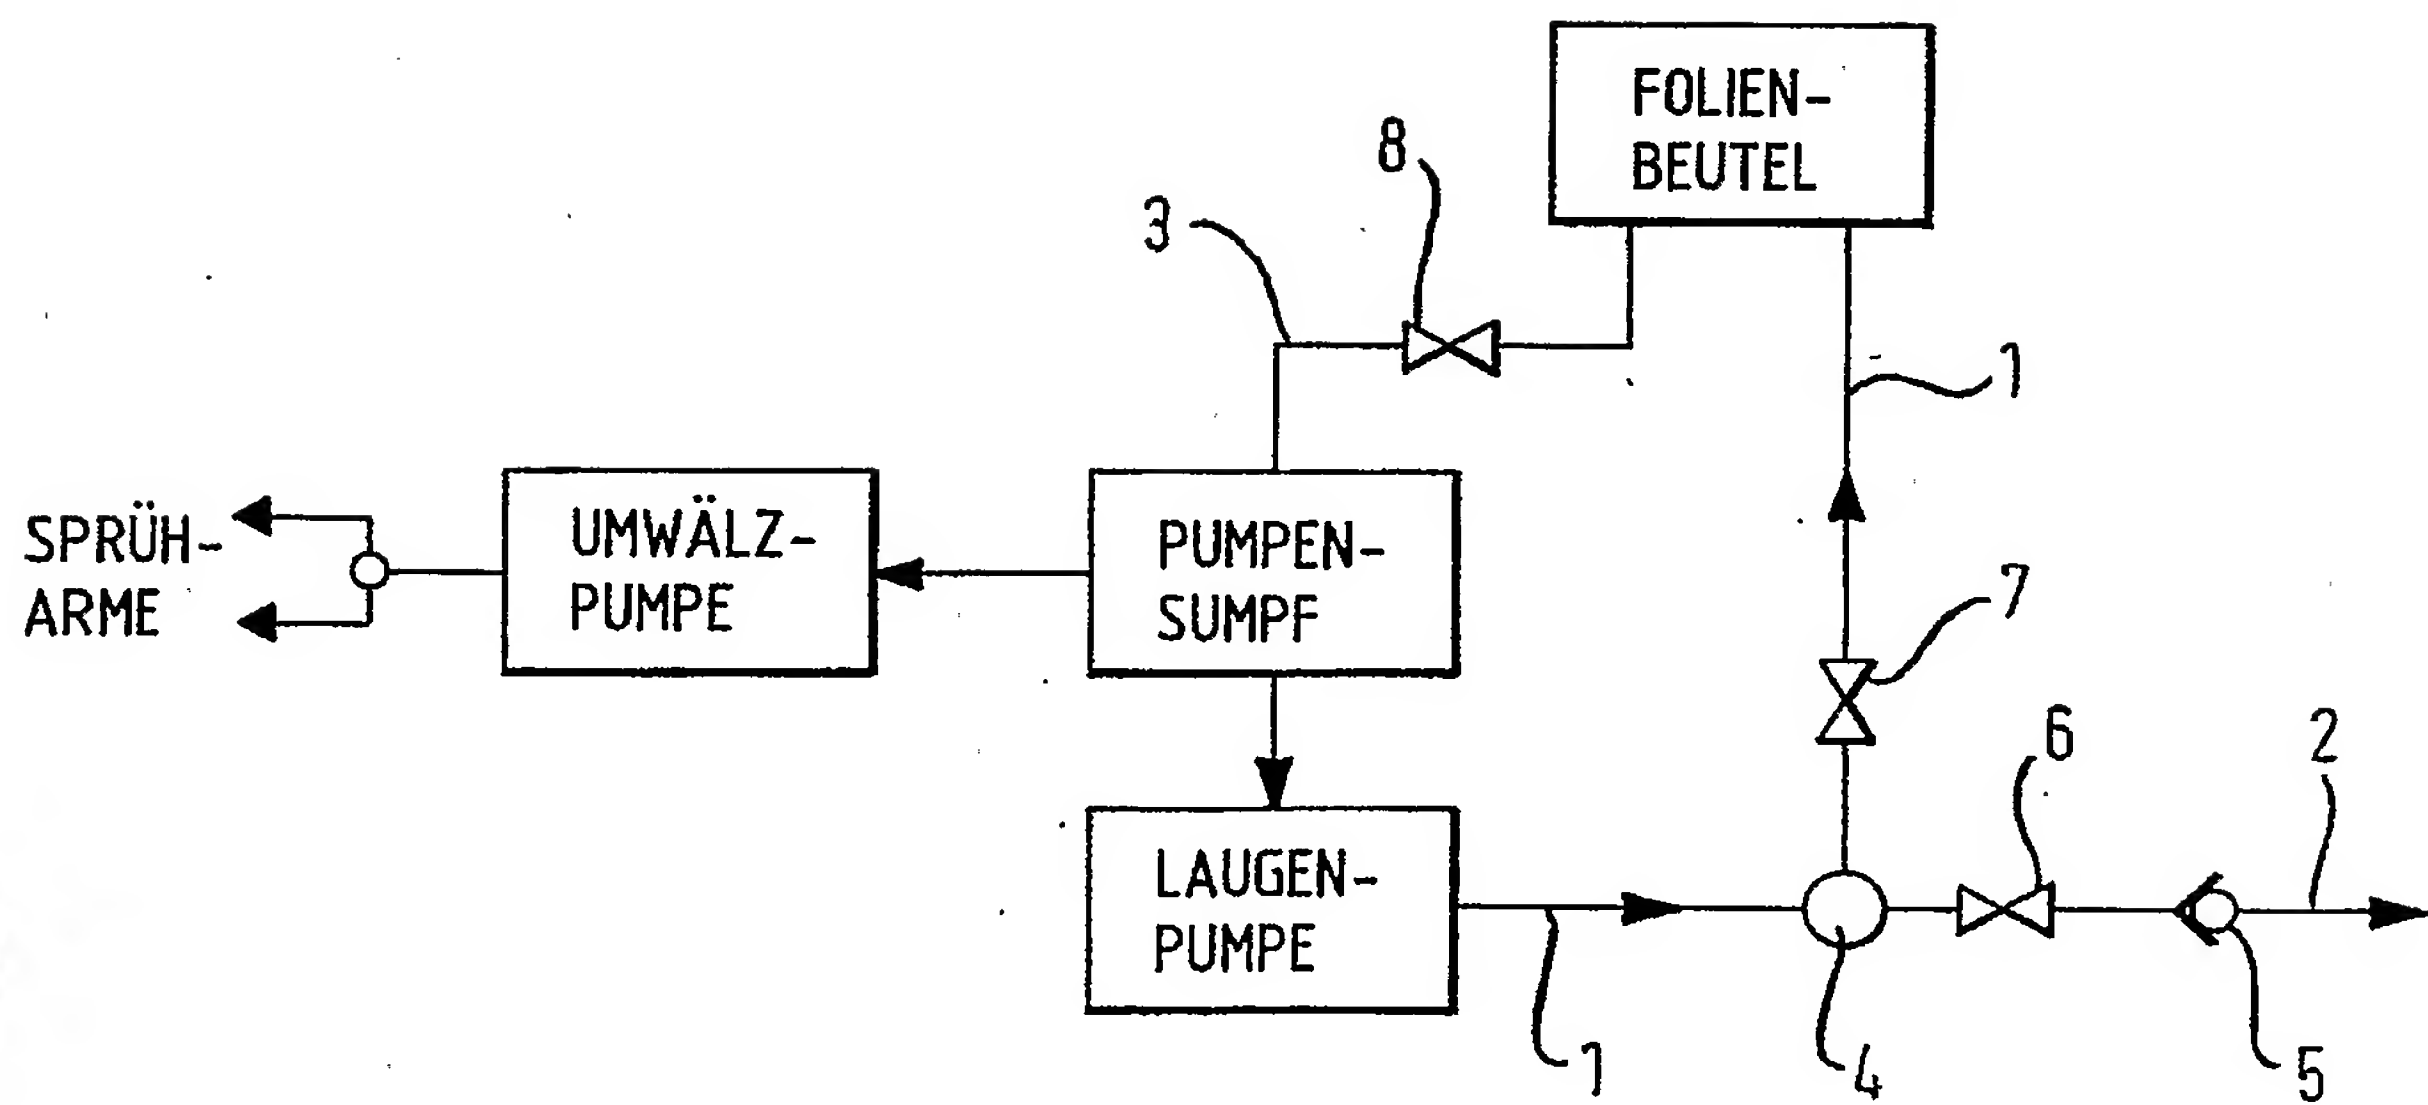 FOLIEN-
BEUTEL
8
3
1
SPRÜH-
ARME
UMWÄLZ-
PUMPE
PUMPEN-
SUMPF
7
6
2
LAUGEN-
PUMPE
1
4
5